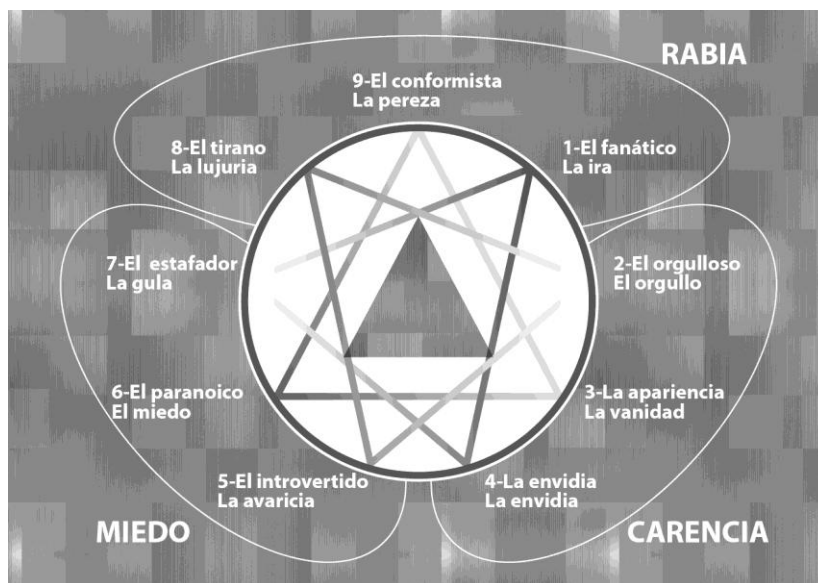 RABIA
9-El conformista
La pereza
8-El tirano
La lujuria
1-El fanático
La ira
7-El estafador
La gula
2-El orgulloso
El orgullo
6-El paranoico
El miedo
3-La apariencia
La vanidad
5-El introvertido
La avaricia
4-La envidia
La envidia
MIEDO
CARENCIA